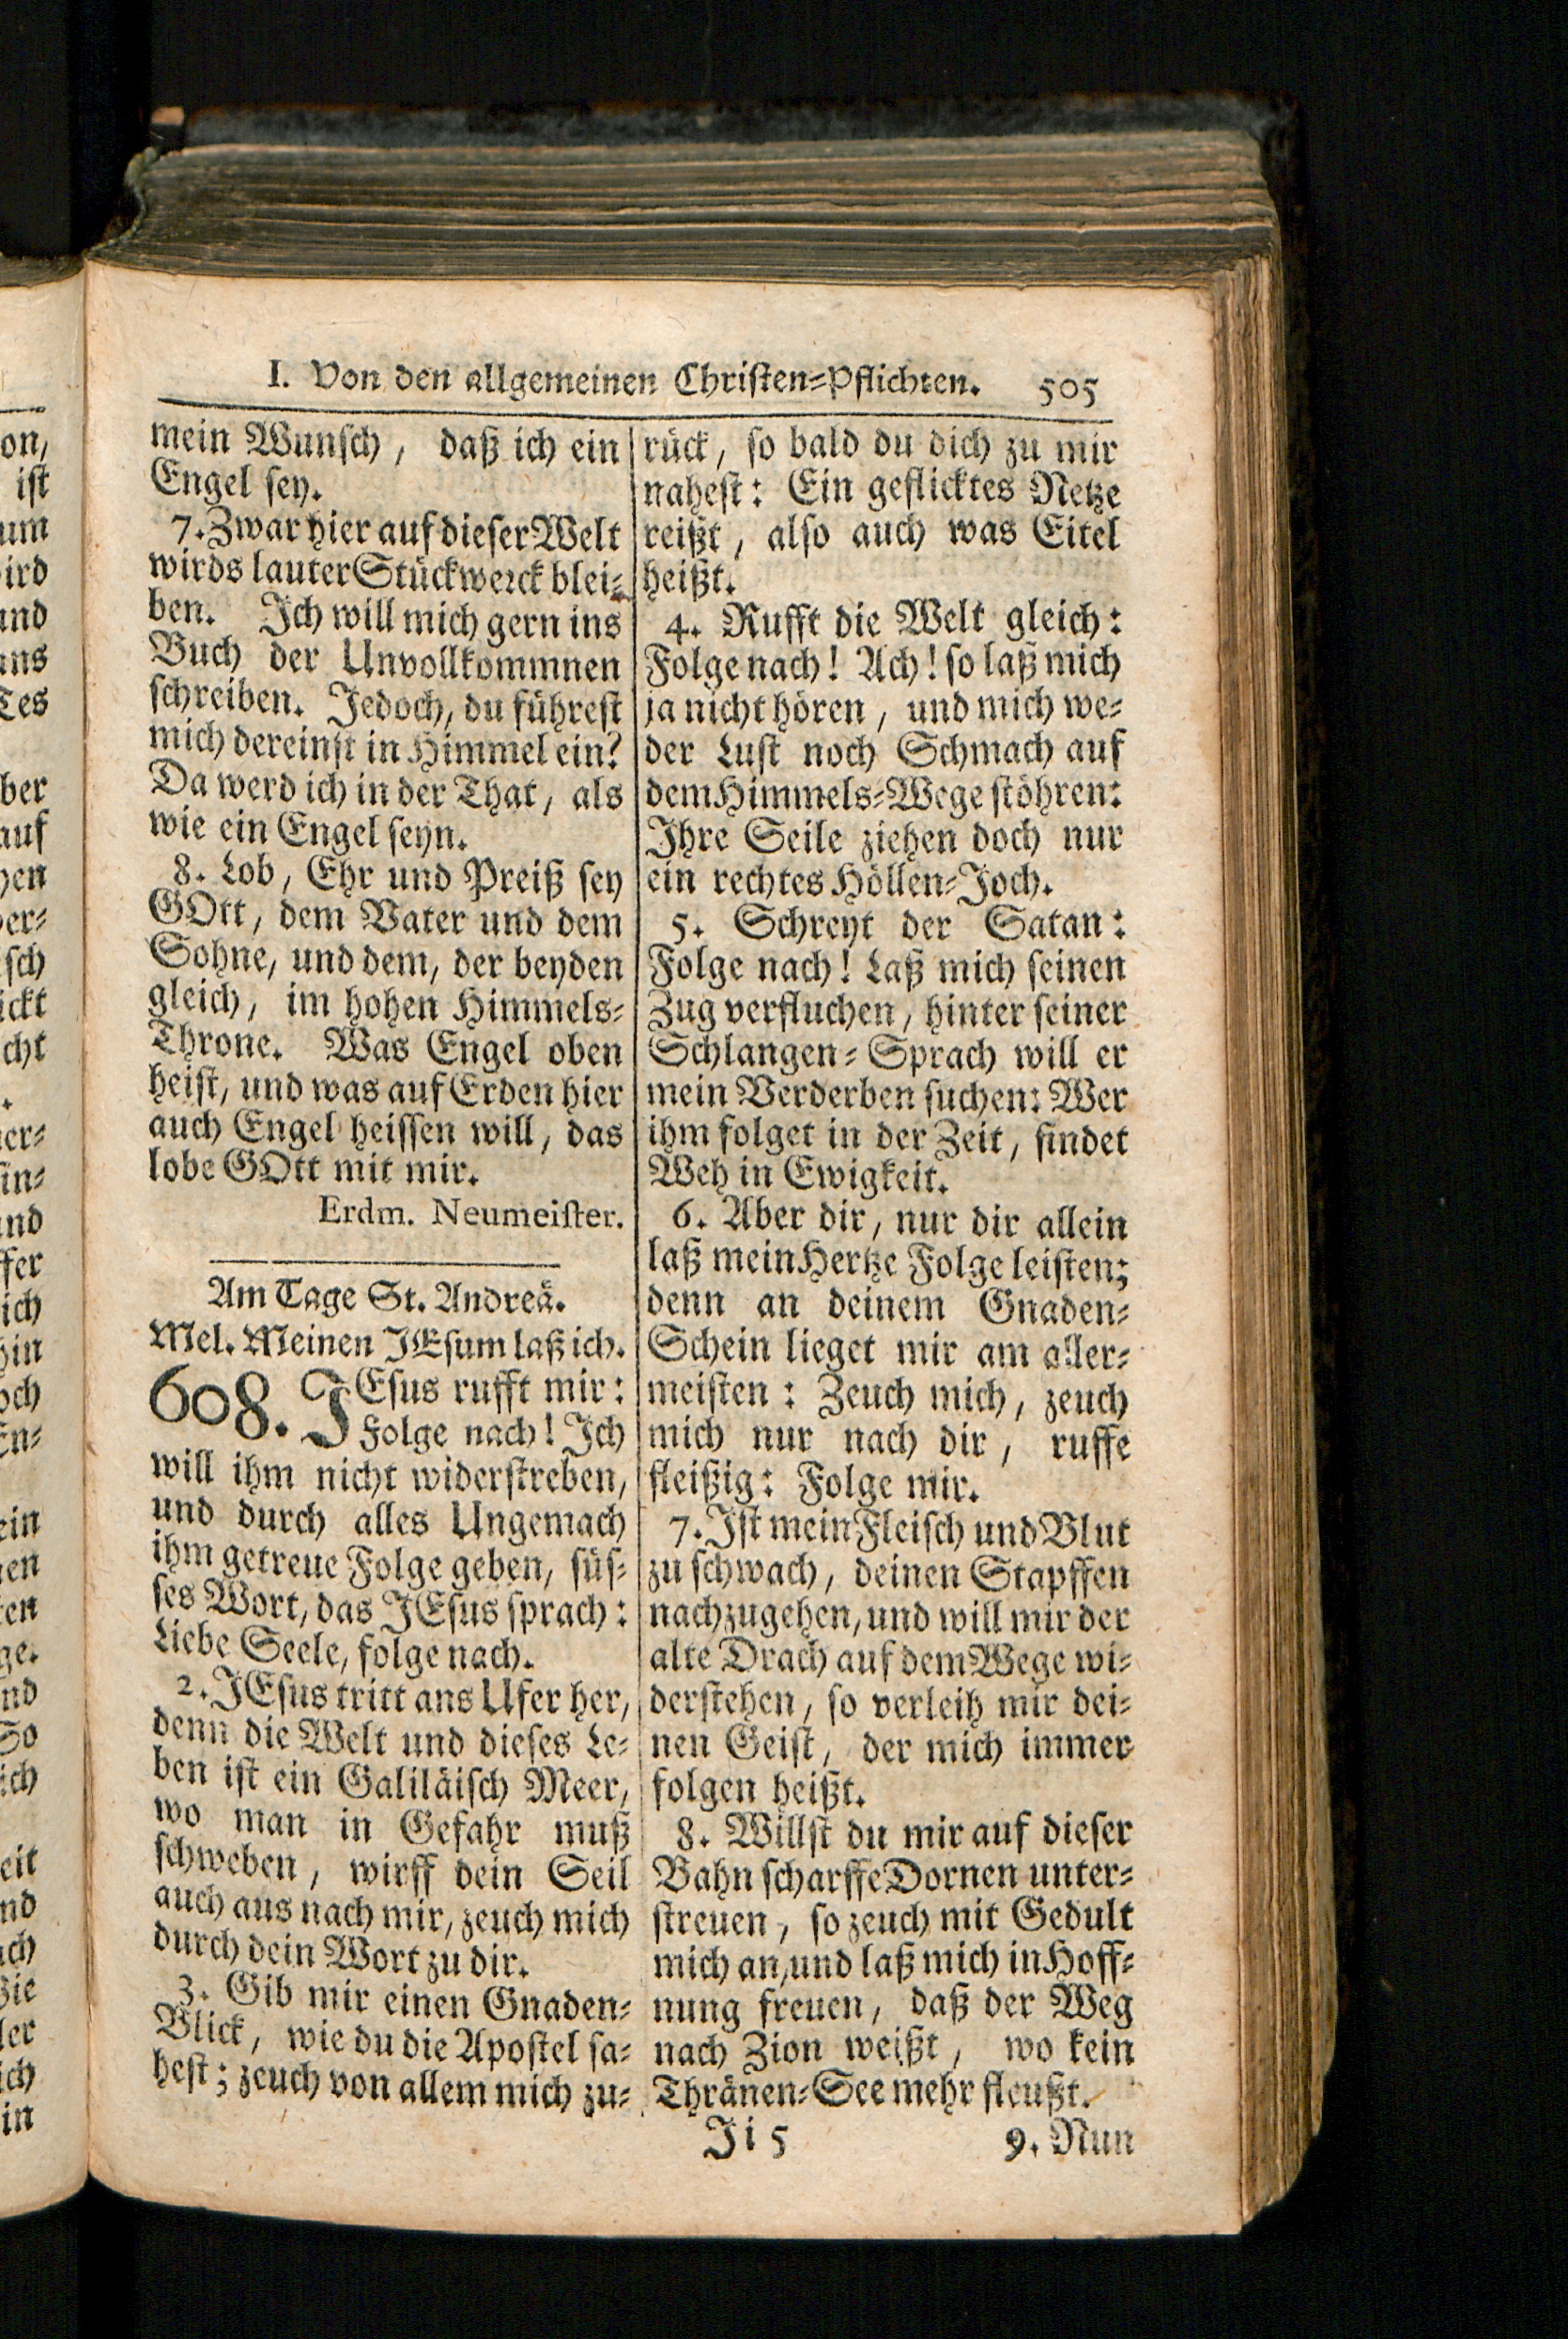 I. Von den allgemeinen Christen-Pflichten. 505
mein Wunsch, daß ich ein
Engel sey.
7. Zwar hier auf dieser Welt
wirds lauter Stückwerck blei-
ben. Ich will mich gern ins
Buch der Unvollkommnen
schreiben. Jedoch, du führest
mich dereinst in Himmel ein?
Da werd ich in der That, als
wie ein Engel seyn.
8. Lob, Ehr und Preiß sey
GOtt, dem Vater und dem
Sohne, und dem, der beyden
gleich, im hohen Himmels-
Throne. Was Engel oben
heist, und was auf Erden hier
auch Engel heissen will, das
lobe GOtt mit mir.
Erdm. Neumeister.
Am Tage St. Andreä.
Mel. Meinen JEsum laß ich.
608. JEsus rufft mir:
Folge nach! Ich
will ihm nicht widerstreben,
und durch alles Ungemach
ihm getreue Folge geben, süs-
ses Wort, das JEsus sprach:
Liebe Seele, folge nach.
2. JEsus tritt ans Ufer her,
denn die Welt und dieses Le-
ben ist ein Galiläisch Meer,
wo man in Gefahr muß
schweben, wirff dein Seil
auch aus nach mir, zeuch mich
durch dein Wort zu dir.
3. Gib mir einen Gnaden-
Blick, wie du die Apostel sa-
hest; zeuch von allem mich zu-
rück, so bald du dich zu mir
nahest: Ein geflicktes Netze
reißt, also auch was Eitel
heißt.
4. Rufft die Welt gleich:
Folge nach! Ach! so laß mich
ja nicht hören, und mich we-
der Lust noch Schmach auf
dem Himmels-Wege stöhren:
Ihre Seile ziehen doch nur
ein rechtes Höllen-Joch.
5. Schreyt der Satan:
Folge nach! Laß mich seinen
Zug verfluchen, hinter seiner
Schlangen-Sprach will er
mein Verderben suchen: Wer
ihm folget in der Zeit, findet
Weh in Ewigkeit.
6. Aber dir, nur dir allein
laß mein Hertze Folge leisten;
denn an deinem Gnaden-
Schein lieget mir am aller-
meisten: Zeuch mich, zeuch
mich nur nach dir, ruffe
fleißig: Folge mir.
7. Ist mein Fleisch und Blut
zu schwach, deinen Stapffen
nachzugehen, und will mir der
alte Drach auf dem Wege wi-
derstehen, so verleih mir dei-
nen Geist, der mich immer
folgen heißt.
8. Willst du mir auf dieser
Bahn scharffe Dornen unter-
streuen, so zeuch mit Gedult
mich an, und laß mich in Hoff-
nung freuen, daß der Weg
nach Zion weißt, wo kein
Thränen-See mehr fleußt.
Ji 5 9. Nun